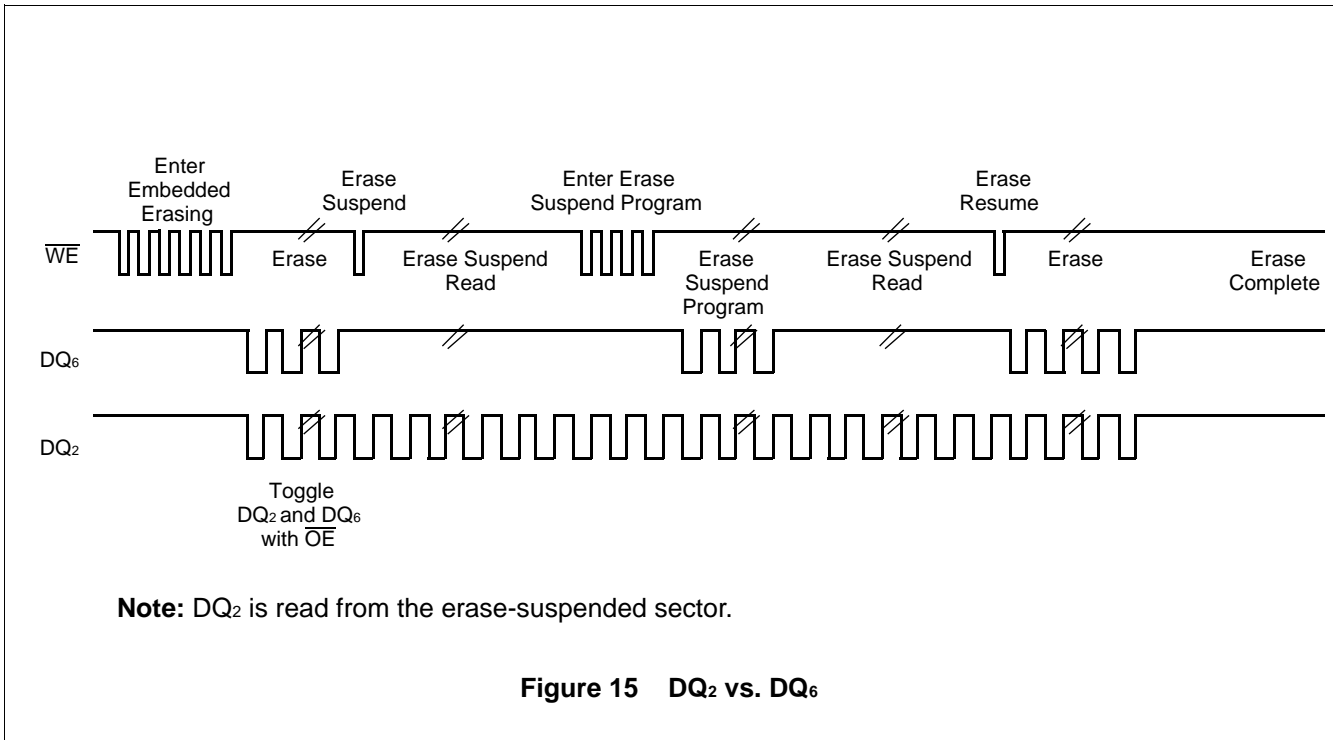 Enter
Embedded
Erasing
Erase
Suspend
Enter Erase
Suspend Program
Erase
Resume
WE
Erase
Erase Suspend
Read
Erase
Suspend
Program
Erase Suspend
Read
Erase
Erase
Complete
DQ6
DQ2
Toggle
DQ2 and DQ6
with OE
Note: DQ2 is read from the erase-suspended sector.
Figure 15 DQ2 vs. DQ6